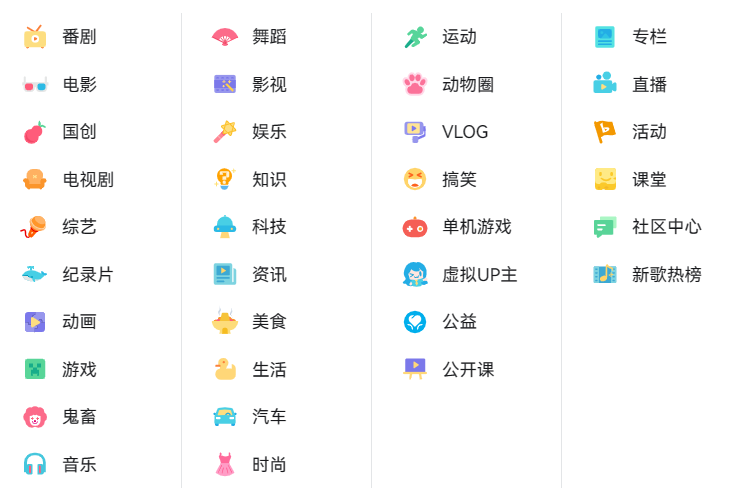 番剧
电影
国创
电视剧
综艺
纪录片
动画
游戏
鬼畜
音乐
舞蹈
影视
娱乐
知识
科技
资讯
美食
生活
汽车
时尚
运动
动物圈
VLOG
搞笑
单机游戏
虚拟UP主
公益
公开课
专栏
直播
活动
课堂
社区中心
新歌热榜